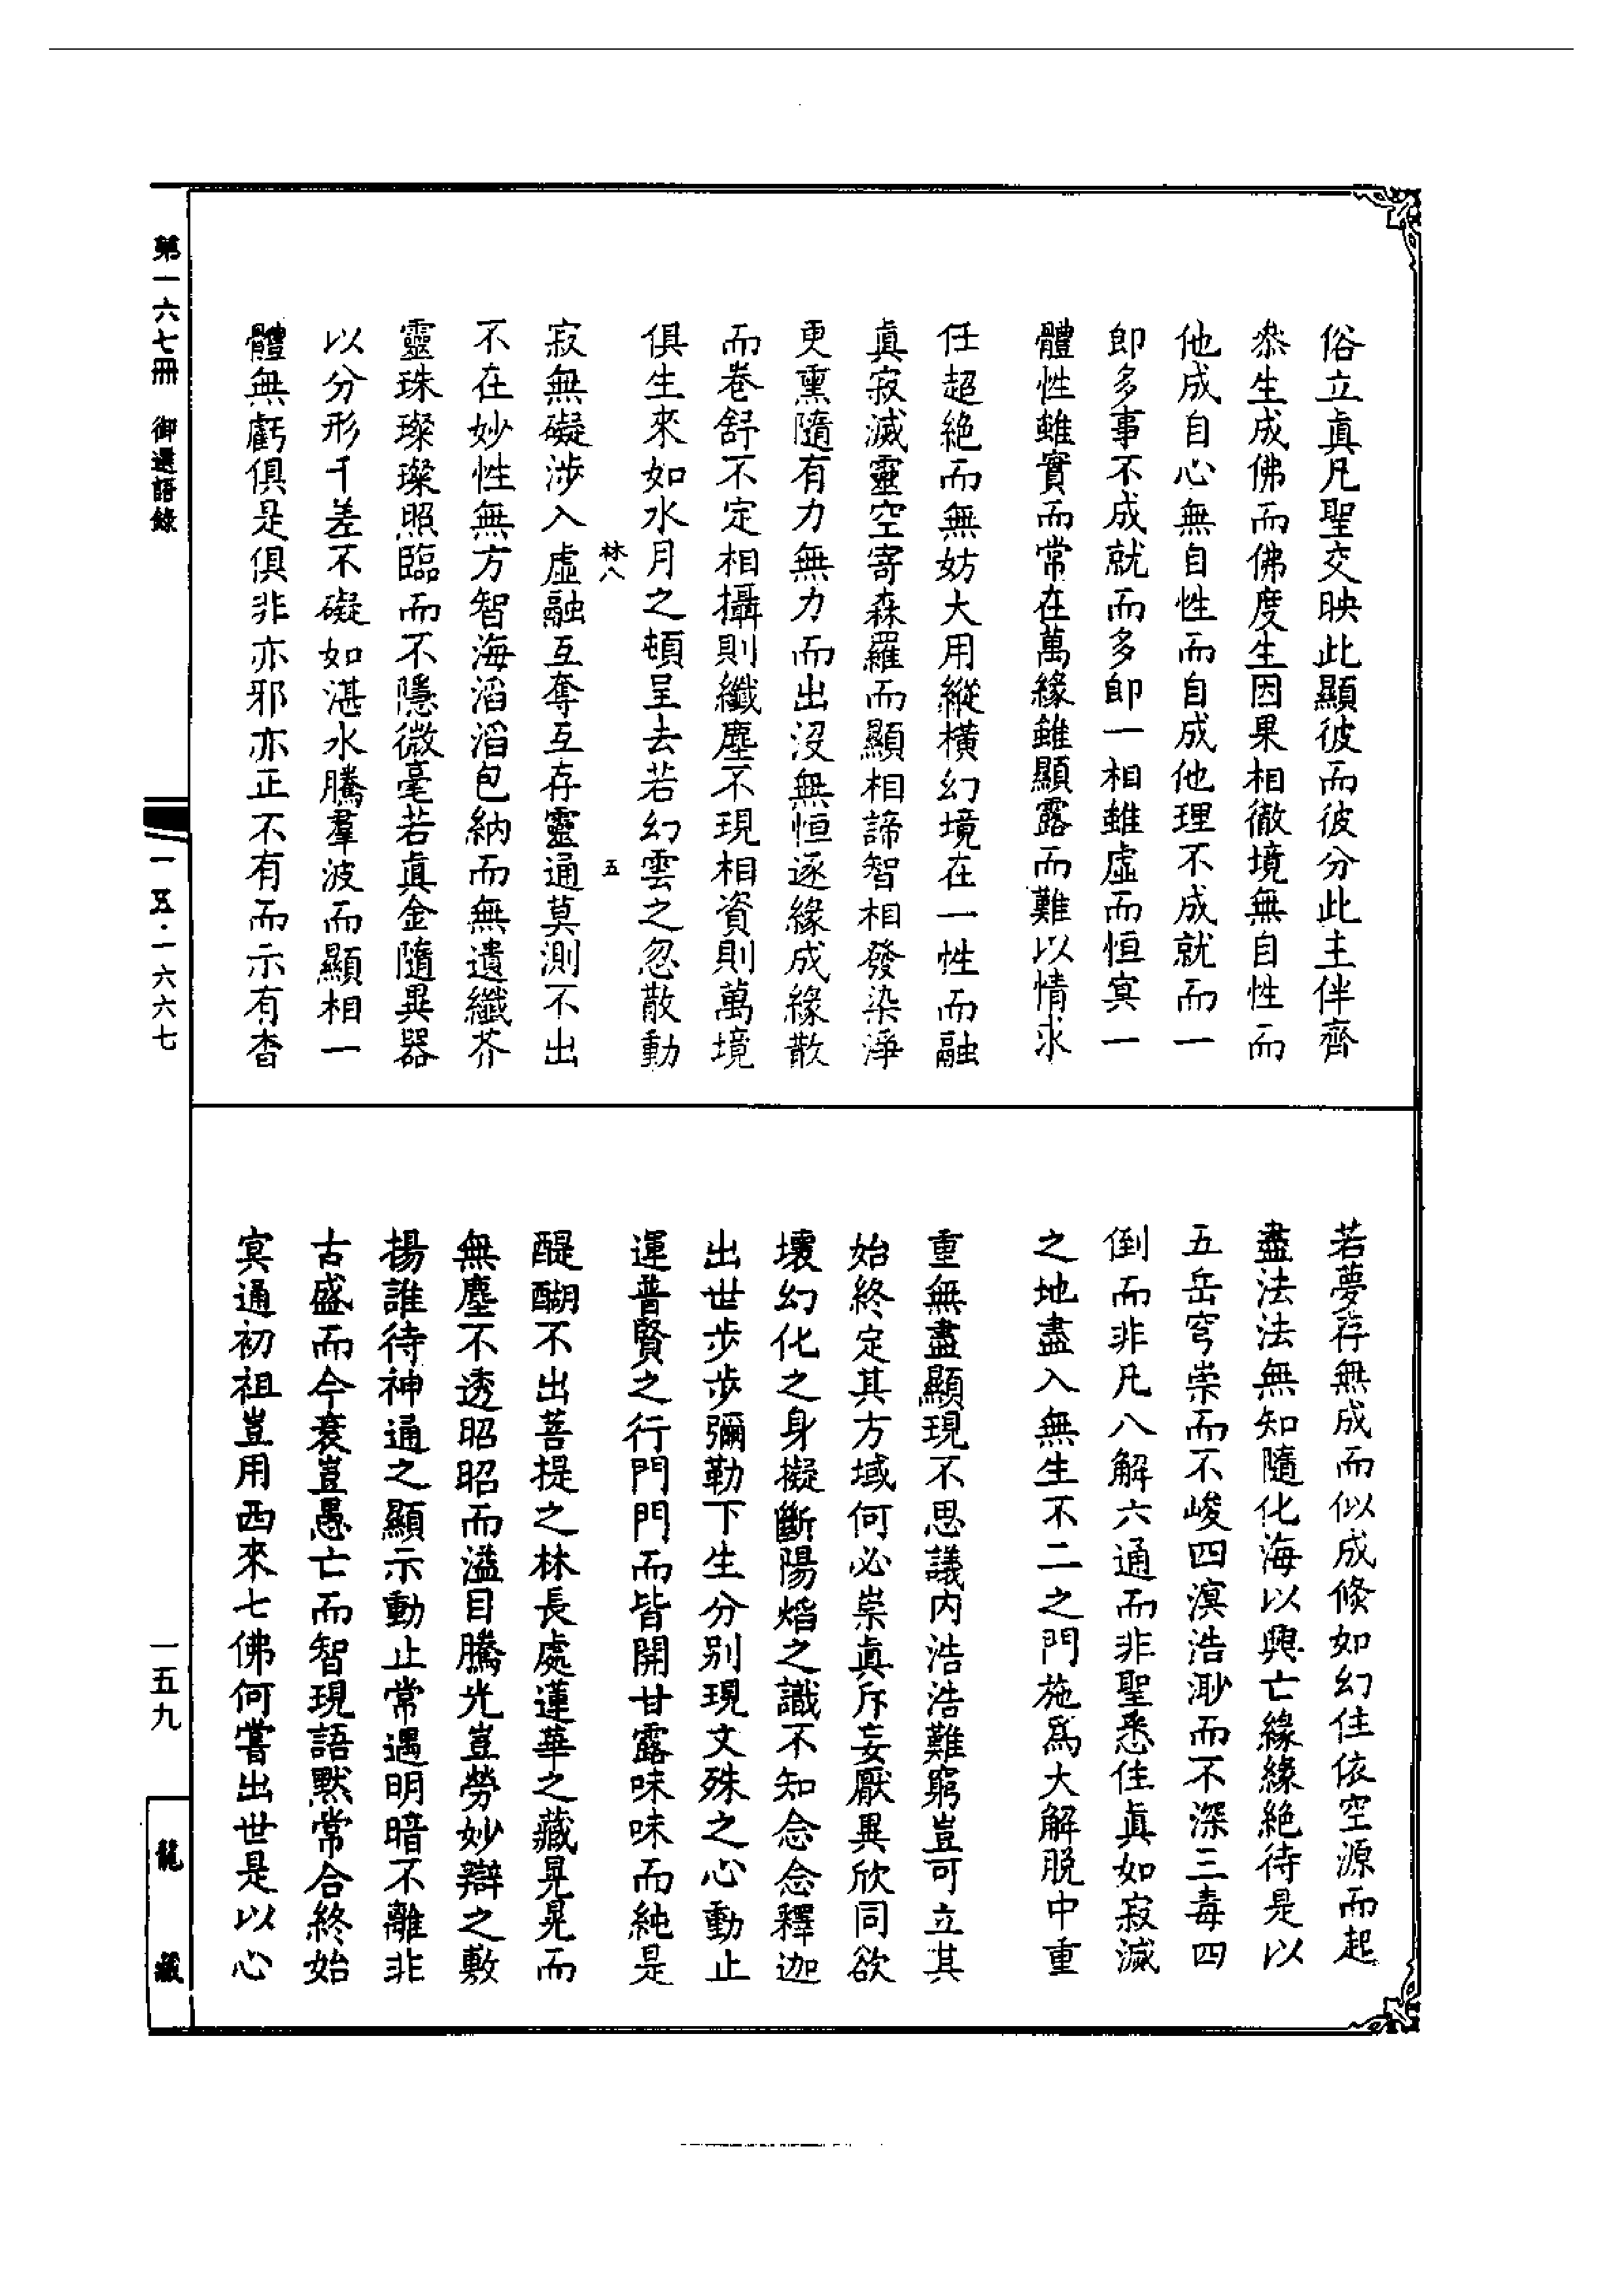 俗立眞凡聖交映此顯彼而彼分此主伴齊
叅生成佛而佛度生因果相徹境無自性而
他成自心無自性而自成他理不成就而一
卽多事不成就而多卽一相雖虛而恒冥一
體性雖實而常在萬緣雖顯露而難以情求
任超絶而無妨大用縱橫幻境在一性而融
眞寂滅靈空寄森羅而顯相諦智相發染淨
更熏隨有力無力而出沒無恒逐緣成緣散
而卷舒不定相攝則纖塵不現相資則萬境
俱生來如水月之頓呈去若幻雲之忽散動
林八
五
寂無礙涉入虛融互奪互存靈通莫測不出
不在妙性無方智海滔滔包納而無遺纖芥
靈珠璨璨照臨而不隱微毫若眞金隨異器
以分形千差不礙如湛水騰羣波而顯相一
體無虧俱是俱非亦邪亦正不有而示有杳
若夢存無成而似成倐如幻住依空源而起
盡法法無知隨化海以興亡緣緣絶待是以
五岳穹崇而不峻四溟浩渺而不深三毒四
倒而非凡八解六通而非聖悉住眞如寂滅
之地盡入無生不二之門施爲大解脫中重
重無盡顯現不思議內浩浩難窮豈可立其
始終定其方域何必崇眞斥妄厭異欣同欲
壞幻化之身擬斷陽焰之識不知念念釋迦
出世步步彌勒下生分別現文殊之心動止
運普賢之行門門而皆開甘露味味而純是
醍醐不出菩提之林長處蓮華之藏晃晃而
無塵不透昭昭而溢目騰光豈勞妙辯之敷
揚誰待神通之顯示動止常遇明暗不離非
古盛而今衰豈愚亡而智現語默常合終始
冥通初祖豈用西來七佛何嘗出世是以心
第一六七冊　御選語錄
一五·一六六七
一五九
龍藏